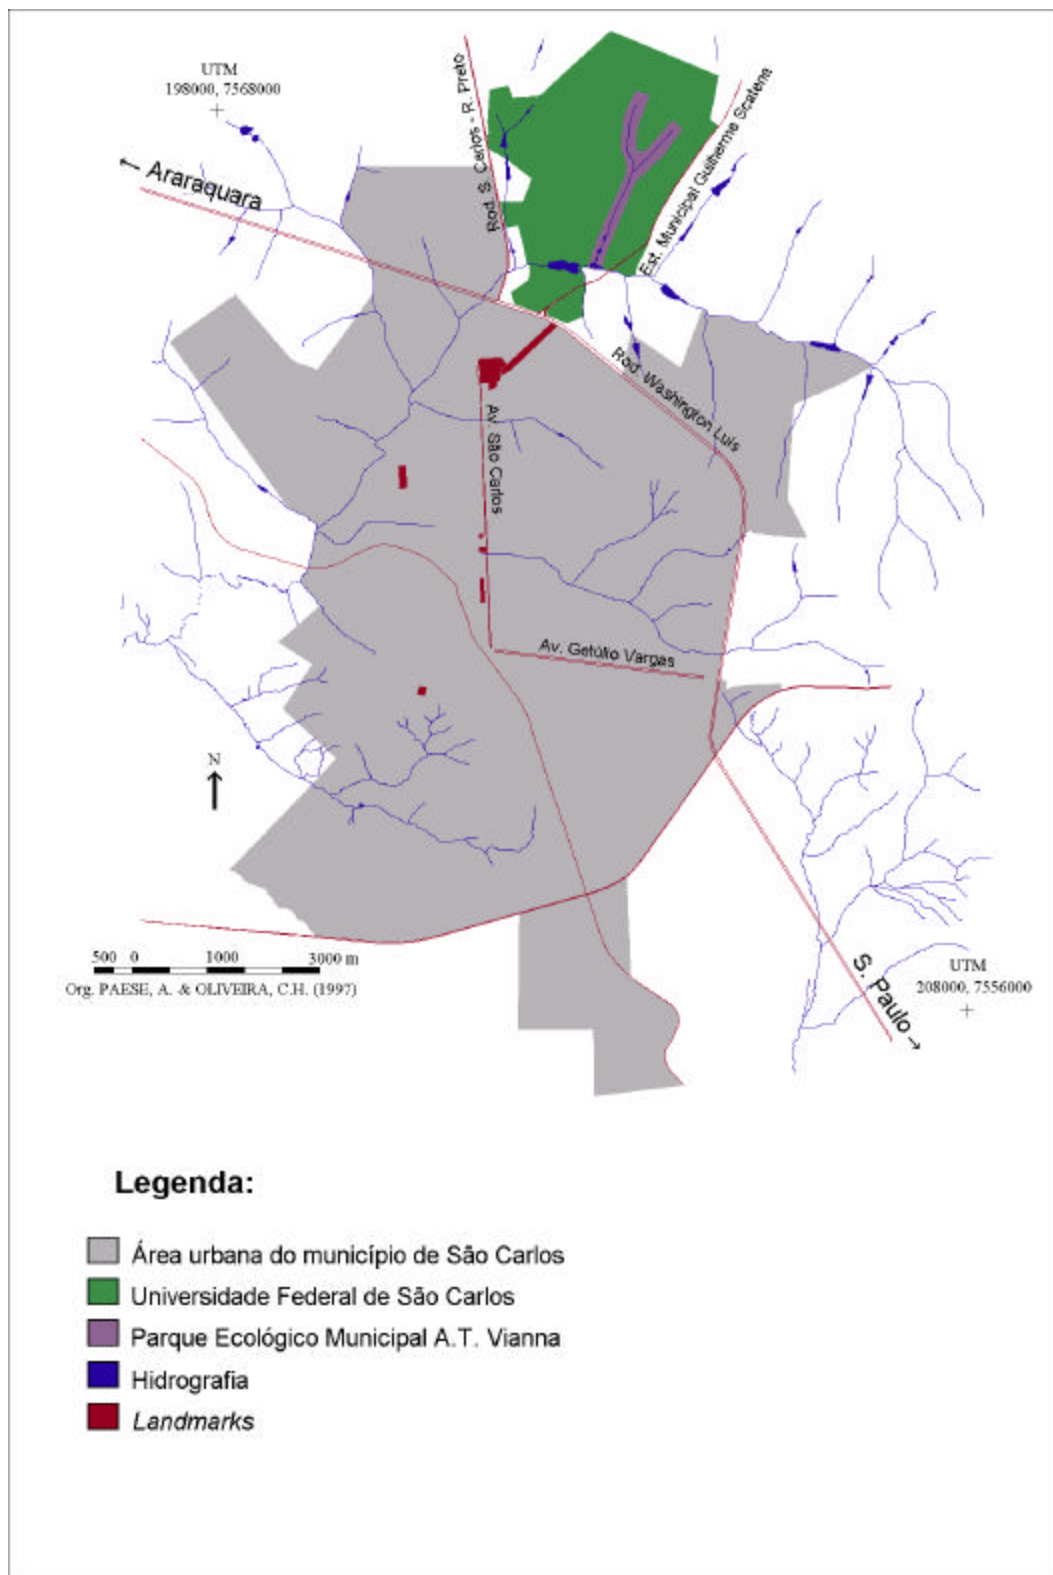 UTM
198000, 7568000
← Araraquara
Rod. S. Carlos - R. Preto
Est. Municipal Guilherme Scatena
Rod. Washington Luis
Av. São Carlos
Av. Getúlio Vargas
N
500 0 1000 3000 m
Org. PAESE, A. & OLIVEIRA, C.H. (1997)
S. Paulo →
UTM
208000, 7556000
Legenda:
Área urbana do município de São Carlos
Universidade Federal de São Carlos
Parque Ecológico Municipal A.T. Vianna
Hidrografia
Landmarks